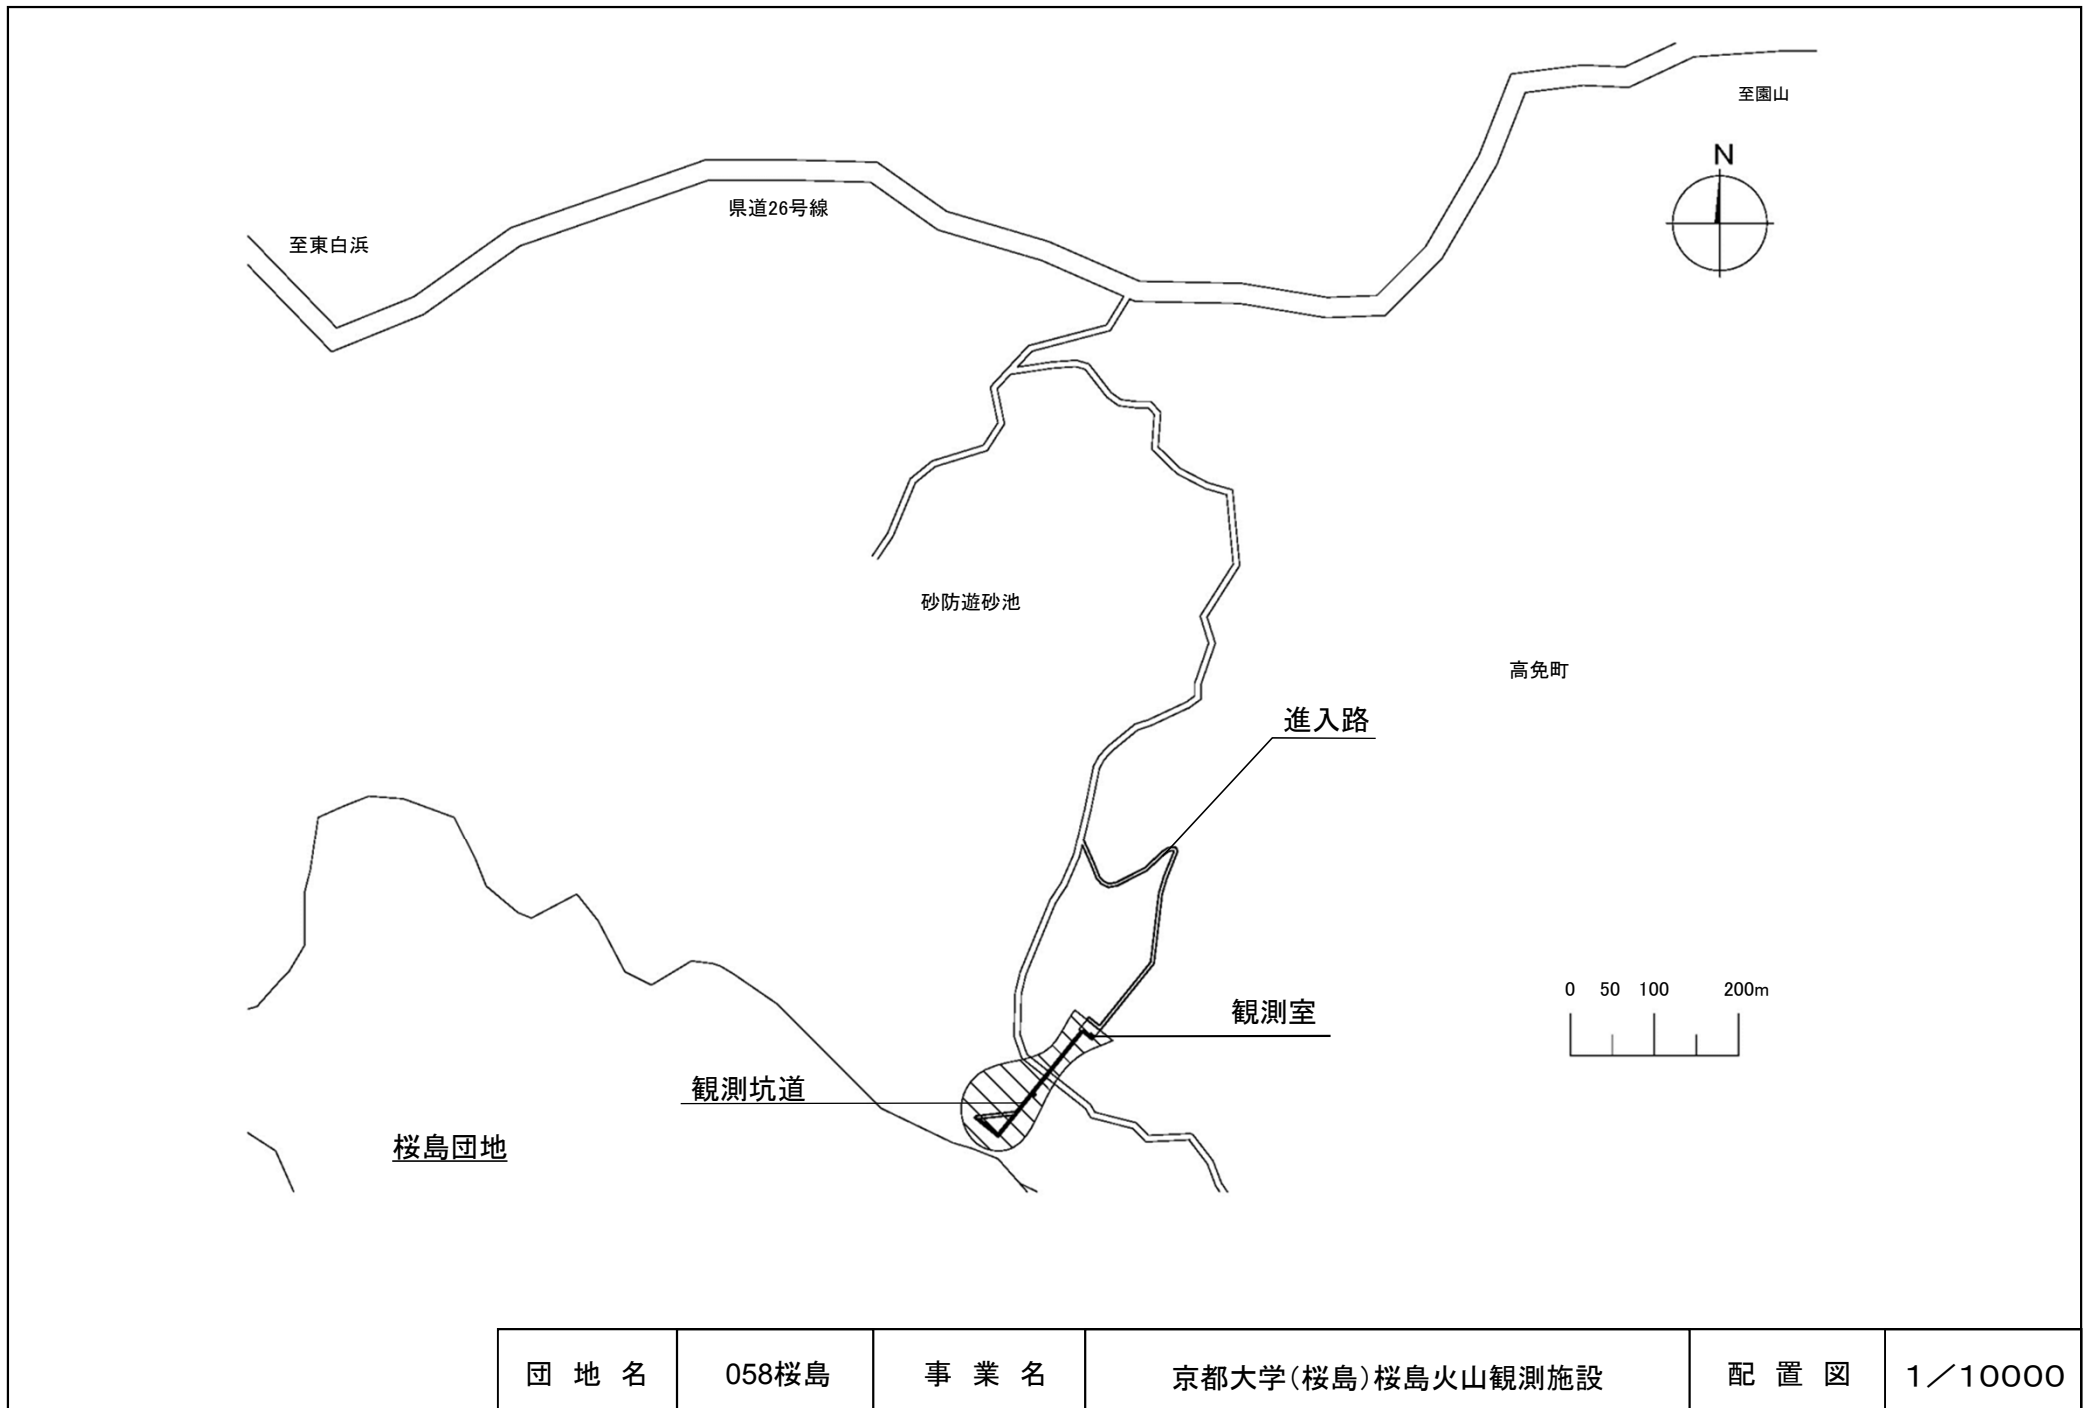 至園山
N
県道26号線
至東白浜
砂防遊砂池
高免町
進入路
0 50 100 200m
観測室
観測坑道
桜島団地
団地名 058桜島 事業名 京都大学(桜島)桜島火山観測施設 配置図 1/10000